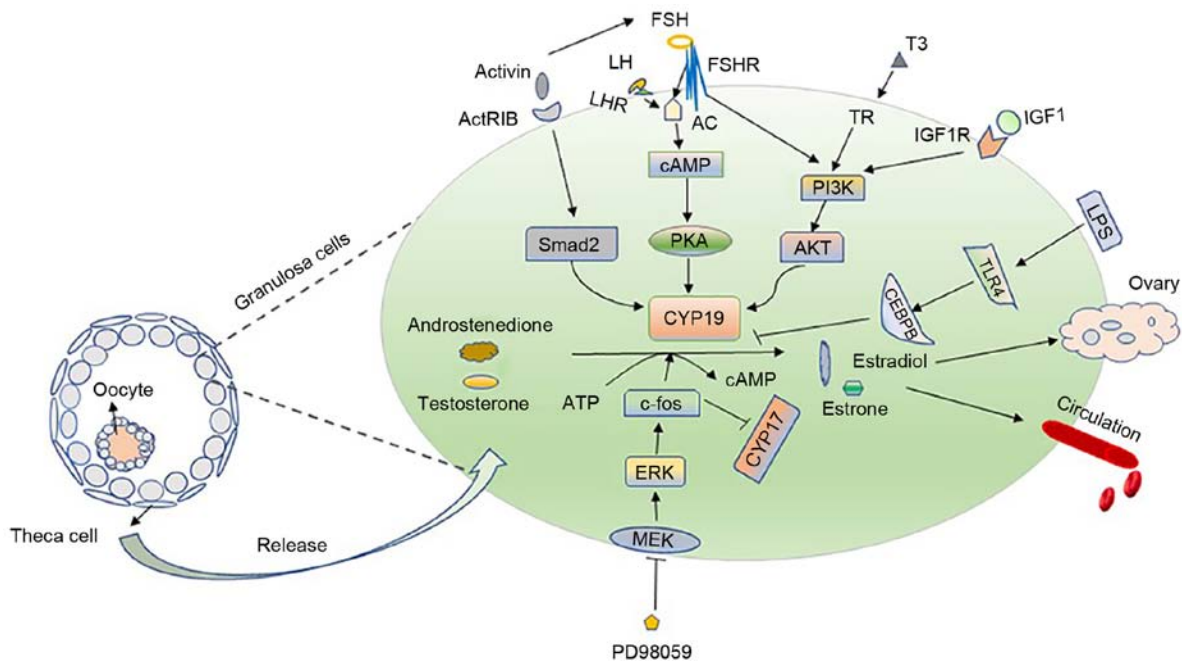 FSH
T3
LH
FSHR
Activin
LHR
ActRIB
AC
TR
IGF1R
IGF1
cAMP
PI3K
LPS
Granulosa cells
Smad2
PKA
AKT
TLR4
Ovary
CEBPB
CYP19
Androstenedione
Estradiol
Oocyte
Testosterone
ATP
cAMP
Estrone
c-fos
Circulation
CYP17
ERK
Theca cell
Release
MEK
PD98059